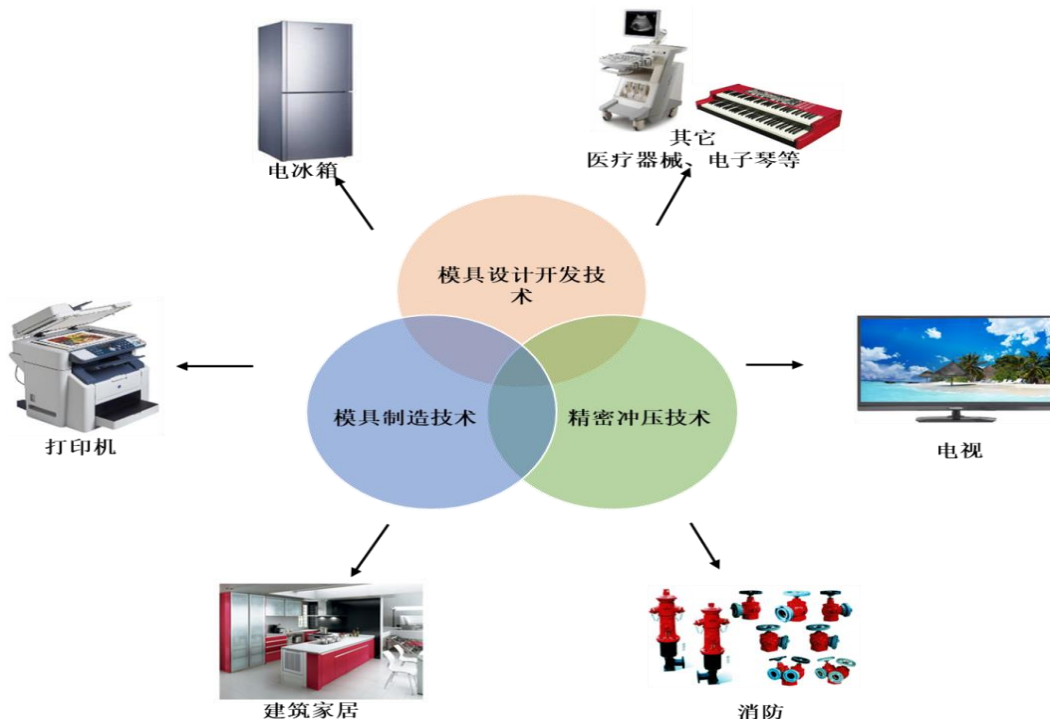 其它
医疗器械、电子琴等
电冰箱
模具设计开发技
术
模具制造技术
精密冲压技术
打印机
电视
建筑家居
消防